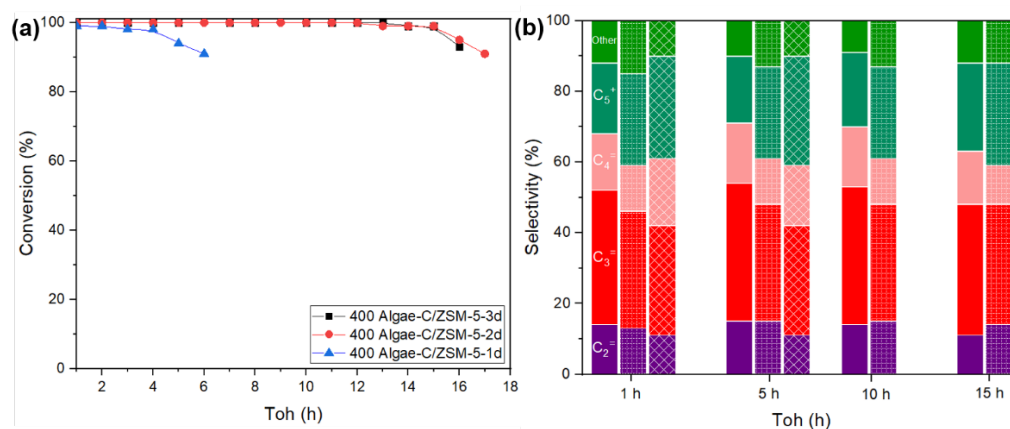 (a)
Conversion (%)
100
80
60
40
20
0
2 4 6 8 10 12 14 16 18
Toh (h)
400 Algae-C/ZSM-5-3d
400 Algae-C/ZSM-5-2d
400 Algae-C/ZSM-5-1d
(b)
Selectivity (%)
100
80
60
40
20
0
Other
C₅⁺
C₄⁼
C₃⁼
C₂⁼
1 h 5 h 10 h 15 h
Toh (h)